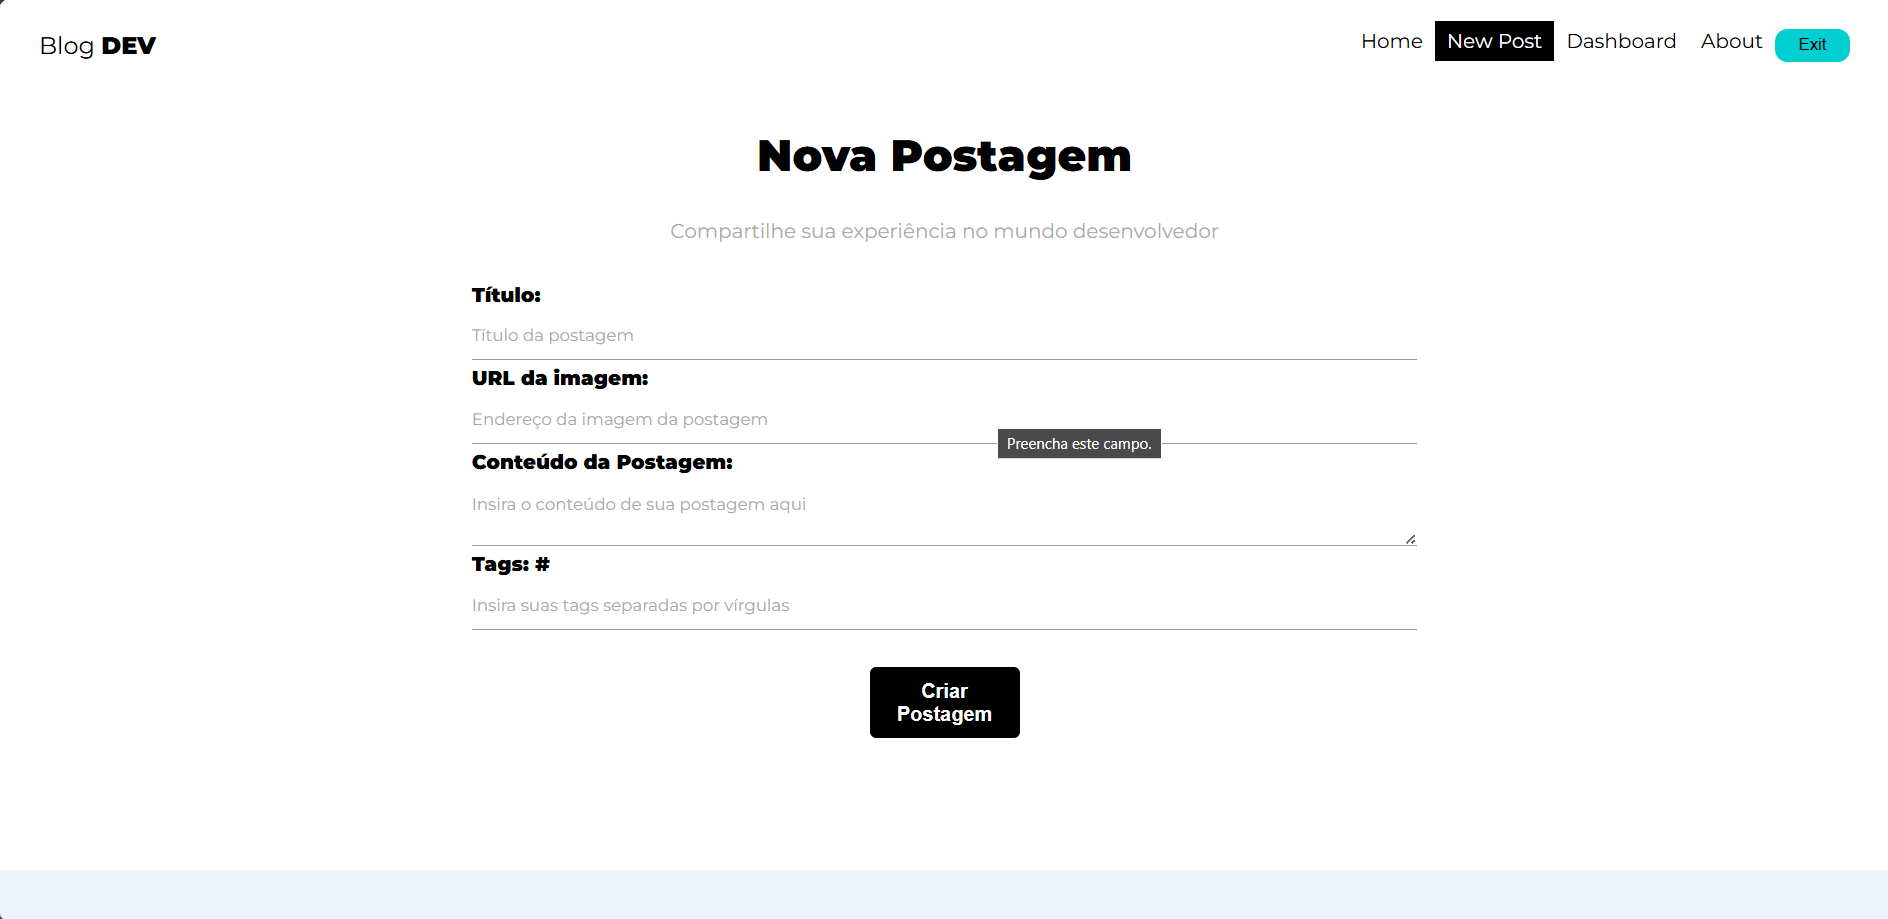 Blog DEV
Home New Post Dashboard About Exit
Nova Postagem
Compartilhe sua experiência no mundo desenvolvedor
Título:
Título da postagem
URL da imagem:
Endereço da imagem da postagem
Preencha este campo.
Conteúdo da Postagem:
Insira o conteúdo de sua postagem aqui
Tags: #
Insira suas tags separadas por vírgulas
Criar
Postagem